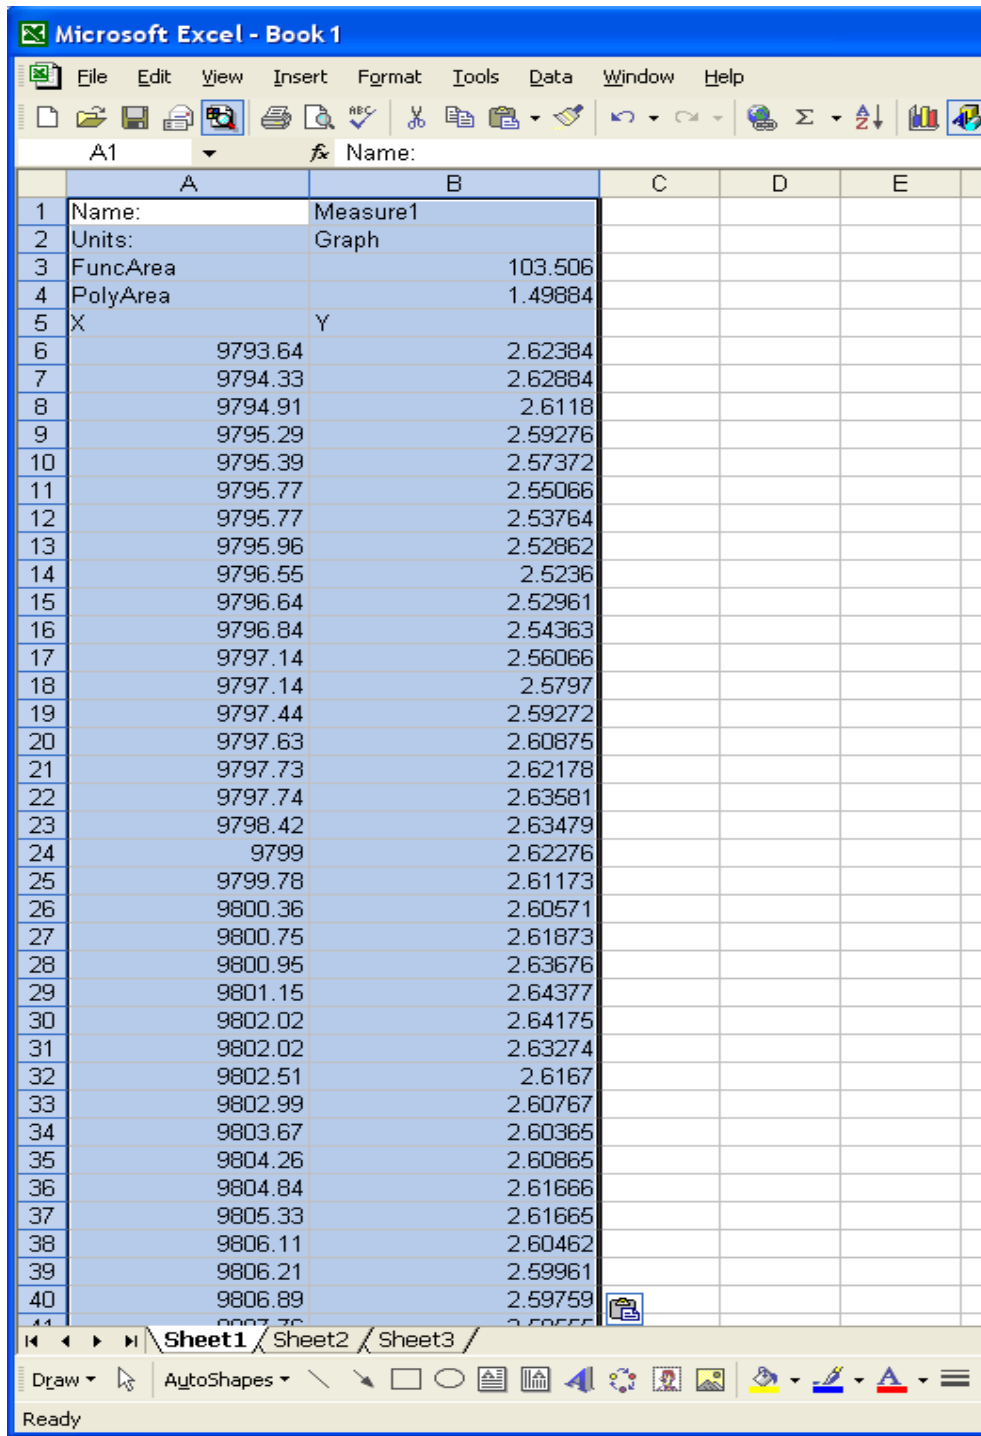 Microsoft Excel - Book1
File Edit View Insert Format Tools Data Window Help
A1 fx Name:
A B C D E
1 Name: Measure1
2 Units: Graph
3 FuncArea 103.506
4 PolyArea 1.49884
5 X Y
6 9793.64 2.62384
7 9794.33 2.62884
8 9794.91 2.6118
9 9795.29 2.59276
10 9795.39 2.57372
11 9795.77 2.55066
12 9795.77 2.53764
13 9795.96 2.52862
14 9796.55 2.5236
15 9796.64 2.52961
16 9796.84 2.54363
17 9797.14 2.56066
18 9797.14 2.5797
19 9797.44 2.59272
20 9797.63 2.60875
21 9797.73 2.62178
22 9797.74 2.63581
23 9798.42 2.63479
24 9799 2.62276
25 9799.78 2.61173
26 9800.36 2.60571
27 9800.75 2.61873
28 9800.95 2.63676
29 9801.15 2.64377
30 9802.02 2.64175
31 9802.02 2.63274
32 9802.51 2.6167
33 9802.99 2.60767
34 9803.67 2.60365
35 9804.26 2.60865
36 9804.84 2.61666
37 9805.33 2.61665
38 9806.11 2.60462
39 9806.21 2.59961
40 9806.89 2.59759
Sheet1 Sheet2 Sheet3
Draw AutoShapes
Ready